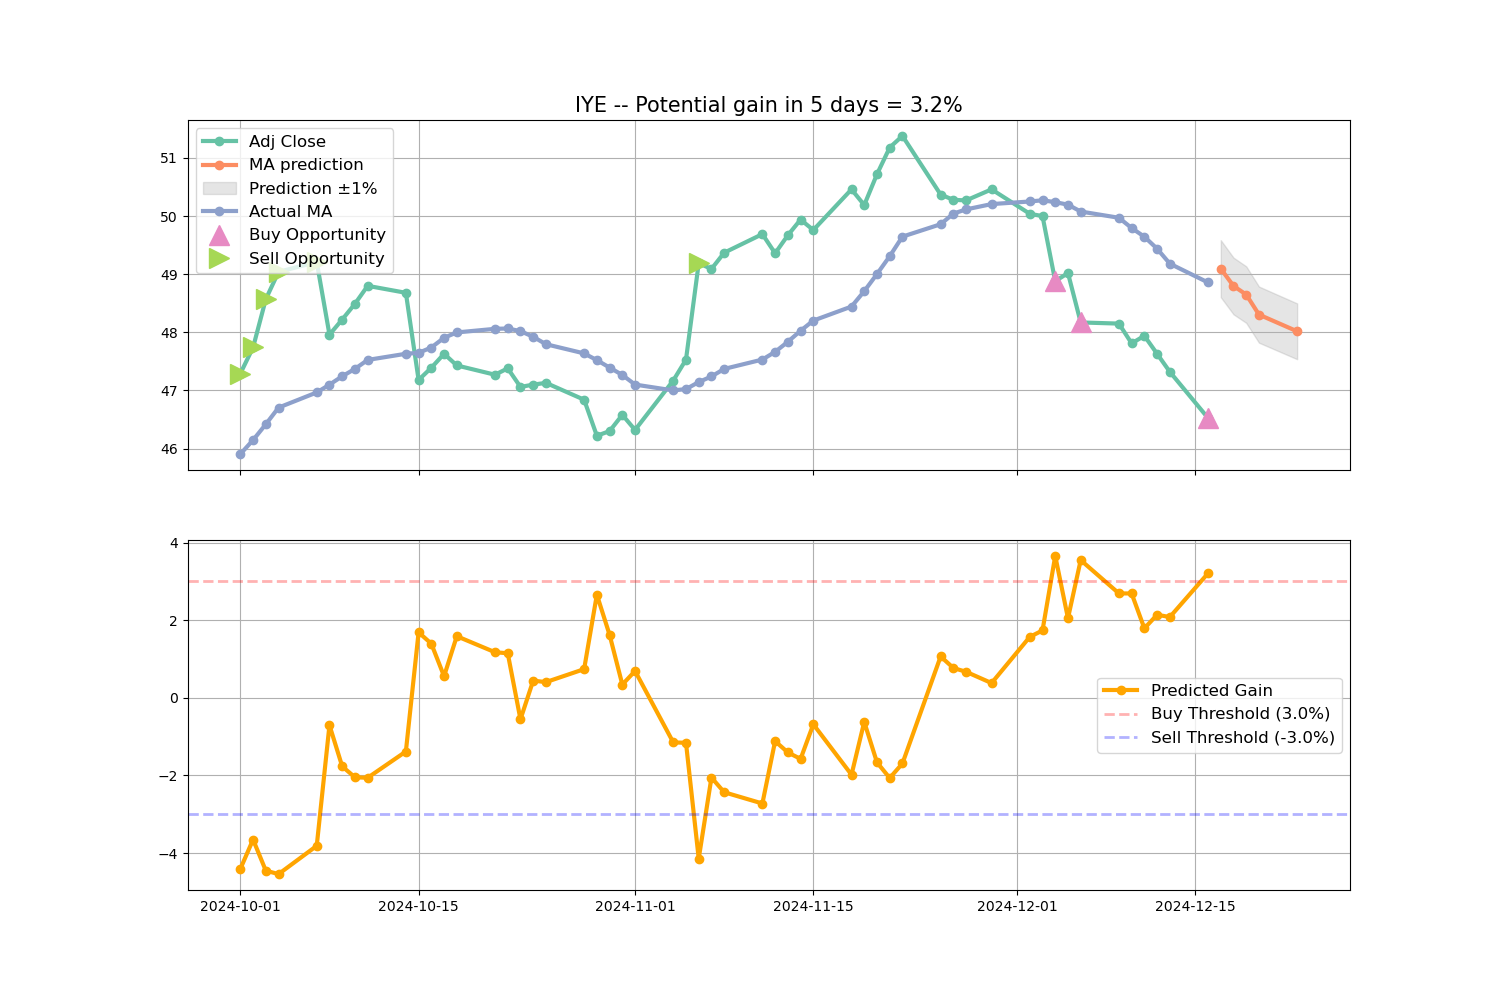 IYE -- Potential gain in 5 days = 3.2%
Adj Close
MA prediction
Prediction ±1%
Actual MA
Buy Opportunity
Sell Opportunity
51
50
49
48
47
46
4
2
0
−2
−4
Predicted Gain
Buy Threshold (3.0%)
Sell Threshold (-3.0%)
2024-10-01 2024-10-15 2024-11-01 2024-11-15 2024-12-01 2024-12-15